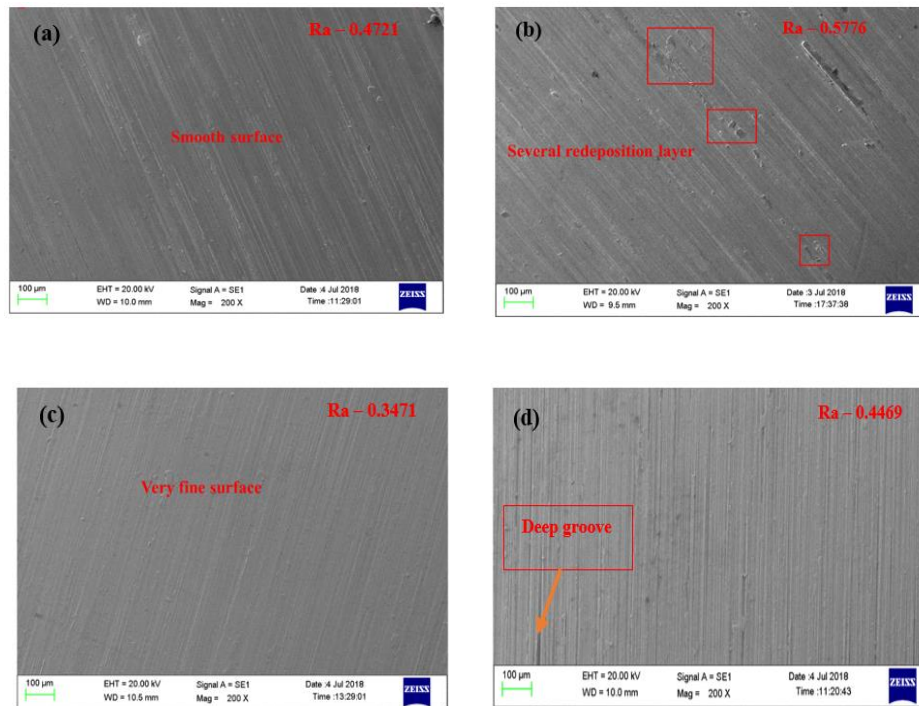 (a)
Ra – 0.4721
Smooth surface
100 µm
EHT = 20.00 kV Signal A = SE1 Date :4 Jul 2018
WD = 10.0 mm Mag = 200 X Time :11:29:01
ZEISS
(b)
Ra – 0.5776
Several redeposition layer
100 µm
EHT = 20.00 kV Signal A = SE1 Date :3 Jul 2018
WD = 9.5 mm Mag = 200 X Time :17:37:38
ZEISS
(c)
Ra – 0.3471
Very fine surface
100 µm
EHT = 20.00 kV Signal A = SE1 Date :4 Jul 2018
WD = 10.5 mm Mag = 200 X Time :13:29:01
ZEISS
(d)
Ra – 0.4469
Deep groove
100 µm
EHT = 20.00 kV Signal A = SE1 Date :4 Jul 2018
WD = 10.0 mm Mag = 200 X Time :11:20:43
ZEISS